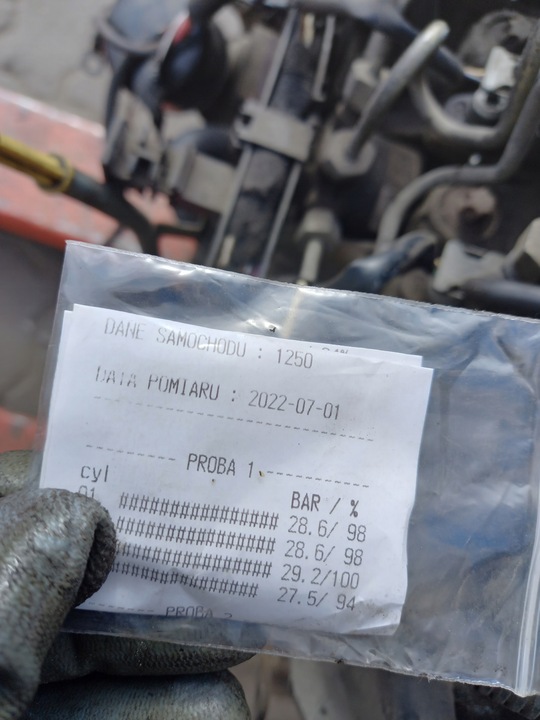 DANE SAMOCHODU : 1250
DATA POMIARU : 2022-07-01
PROBA 1
cyl BAR / %
01 ################ 28.6/ 98
################ 28.6/ 98
################ 29.2/100
############### 27.5/ 94
PROBA 2